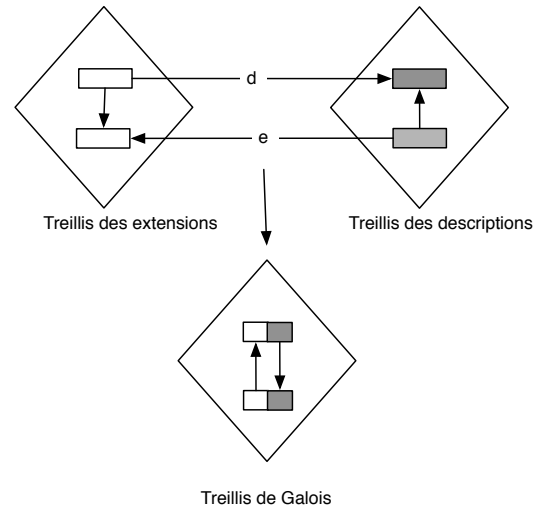 d
e
Treillis des extensions
Treillis des descriptions
Treillis de Galois